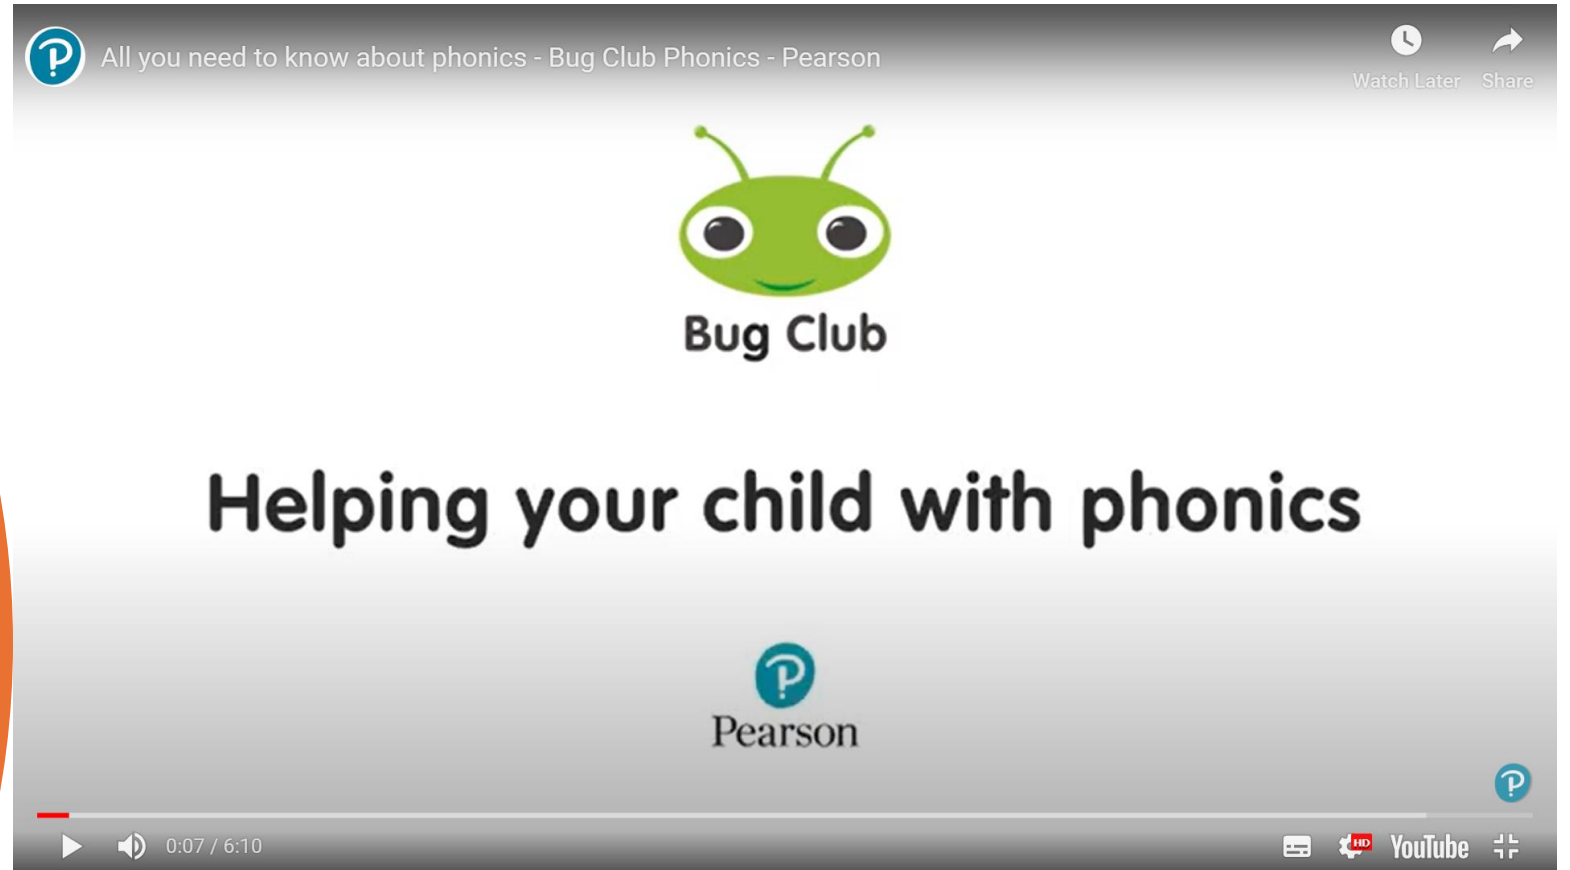 All you need to know about phonics - Bug Club Phonics - Pearson
Watch Later Share
Bug Club
Helping your child with phonics
Pearson
0:07 / 6:10
HD YouTube